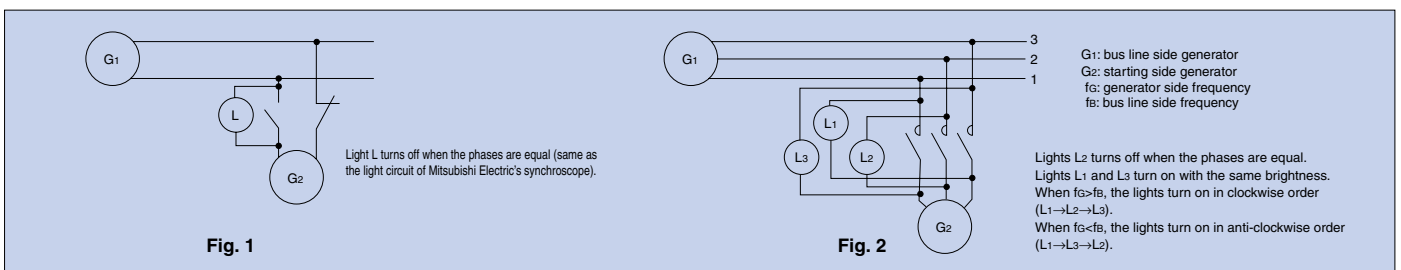 G1
L
G2
Light L turns off when the phases are equal (same as
the light circuit of Mitsubishi Electric's synchroscope).
Fig. 1
G1
3
2
1
L1
L3
L2
G2
Fig. 2
G1: bus line side generator
G2: starting side generator
fG: generator side frequency
fB: bus line side frequency
Lights L2 turns off when the phases are equal.
Lights L1 and L3 turn on with the same brightness.
When fG>fB, the lights turn on in clockwise order
(L1→L2→L3).
When fG<fB, the lights turn on in anti-clockwise order
(L1→L3→L2).